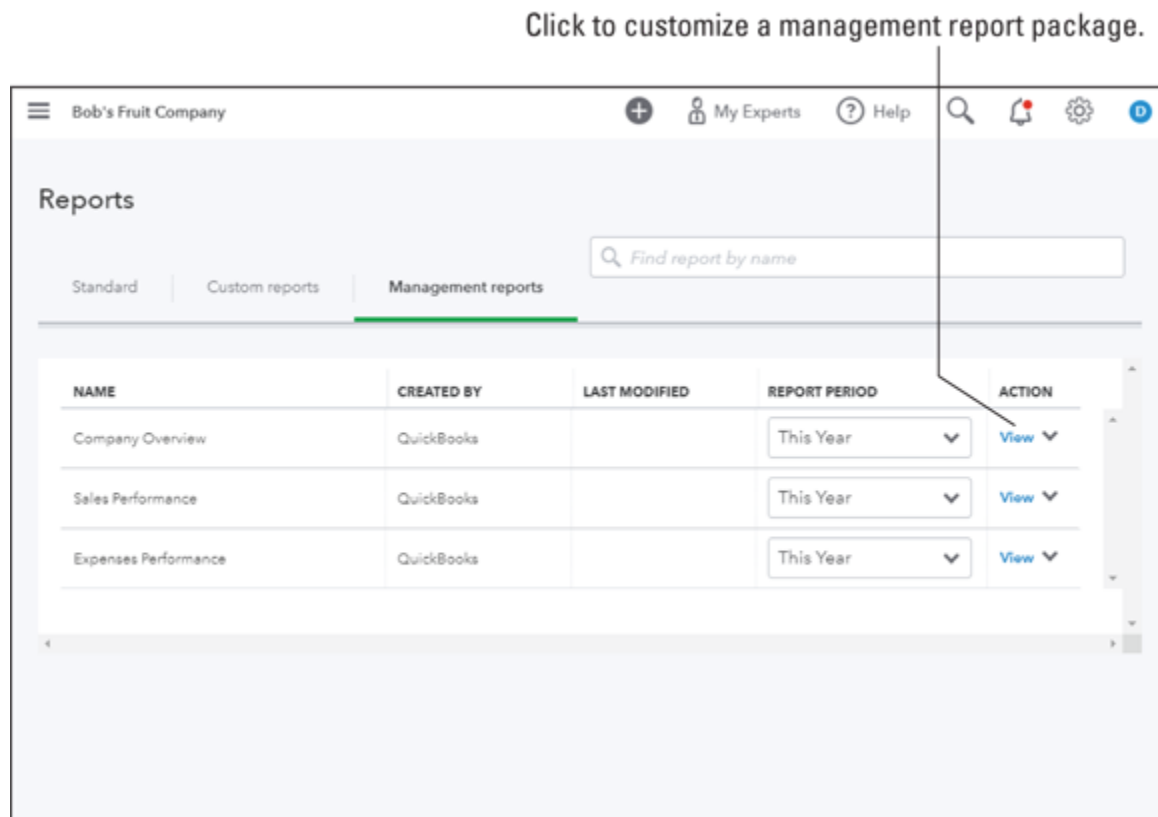 Click to customize a management report package.
Bob's Fruit Company My Experts Help D
Reports
Find report by name
Standard Custom reports Management reports
NAME CREATED BY LAST MODIFIED REPORT PERIOD ACTION
Company Overview QuickBooks This Year View
Sales Performance QuickBooks This Year View
Expenses Performance QuickBooks This Year View